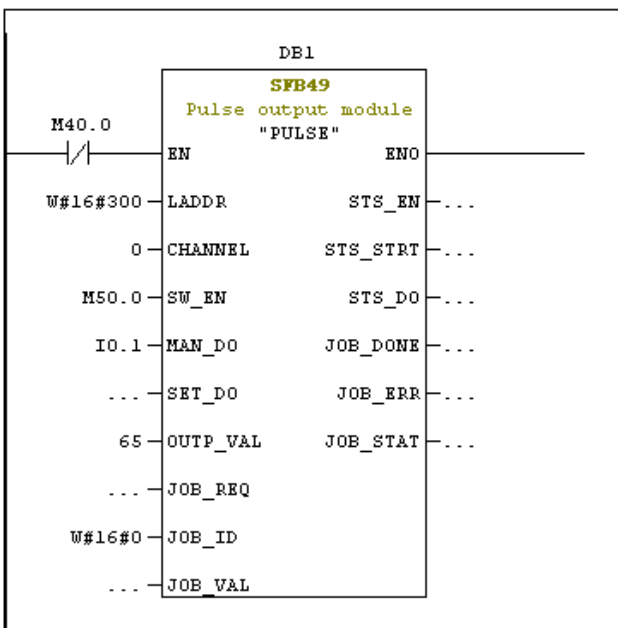 DB1
SFB49
Pulse output module
M40.0 "PULSE"
EN ENO
W#16#300 LADDR STS_EN ...
0 CHANNEL STS_STRT ...
M50.0 SW_EN STS_DO ...
I0.1 MAN_DO JOB_DONE ...
... SET_DO JOB_ERR ...
65 OUTP_VAL JOB_STAT ...
... JOB_REQ
W#16#0 JOB_ID
... JOB_VAL